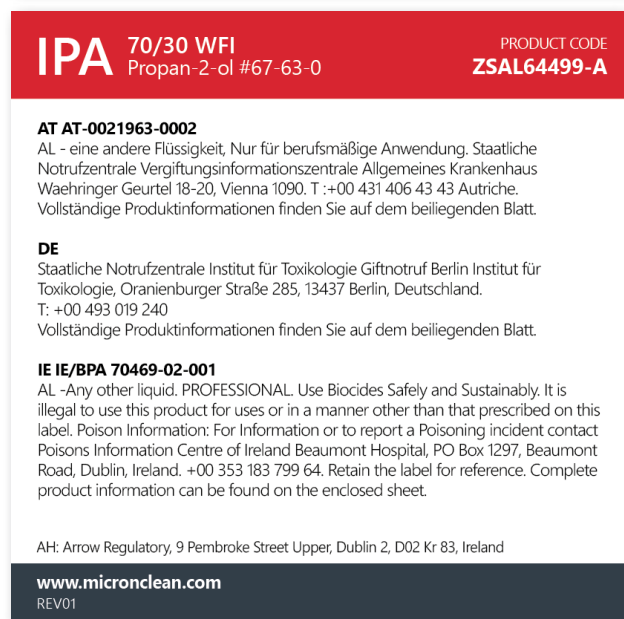 IPA 70/30 WFI
Propan-2-ol #67-63-0
PRODUCT CODE
ZSAL64499-A
AT AT-0021963-0002
AL - eine andere Flüssigkeit, Nur für berufsmäßige Anwendung. Staatliche
Notrufzentrale Vergiftungsinformationszentrale Allgemeines Krankenhaus
Waehringer Geurtel 18-20, Vienna 1090. T :+00 431 406 43 43 Autriche.
Vollständige Produktinformationen finden Sie auf dem beiliegenden Blatt.
DE
Staatliche Notrufzentrale Institut für Toxikologie Giftnotruf Berlin Institut für
Toxikologie, Oranienburger Straße 285, 13437 Berlin, Deutschland.
T: +00 493 019 240
Vollständige Produktinformationen finden Sie auf dem beiliegenden Blatt.
IE IE/BPA 70469-02-001
AL -Any other liquid. PROFESSIONAL. Use Biocides Safely and Sustainably. It is
illegal to use this product for uses or in a manner other than that prescribed on this
label. Poison Information: For Information or to report a Poisoning incident contact
Poisons Information Centre of Ireland Beaumont Hospital, PO Box 1297, Beaumont
Road, Dublin, Ireland. +00 353 183 799 64. Retain the label for reference. Complete
product information can be found on the enclosed sheet.
AH: Arrow Regulatory, 9 Pembroke Street Upper, Dublin 2, D02 Kr 83, Ireland
www.micronclean.com
REV01